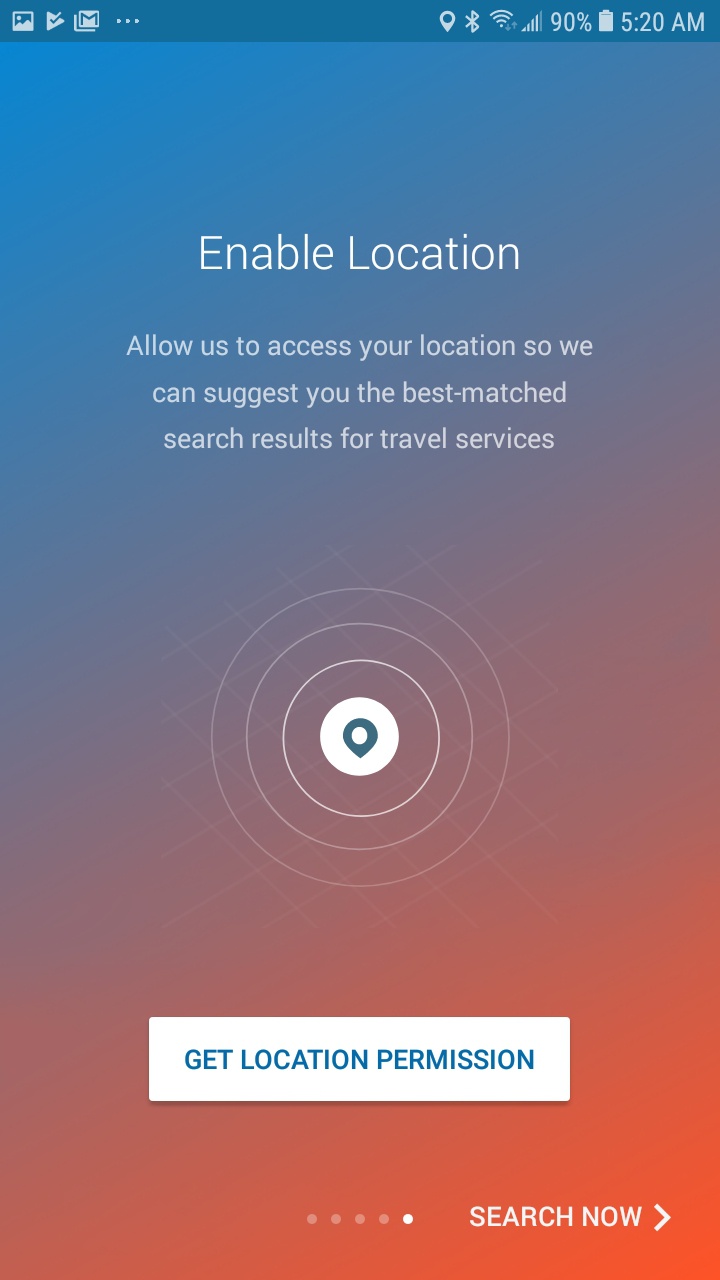 90% 5:20 AM
Enable Location
Allow us to access your location so we
can suggest you the best-matched
search results for travel services
GET LOCATION PERMISSION
SEARCH NOW